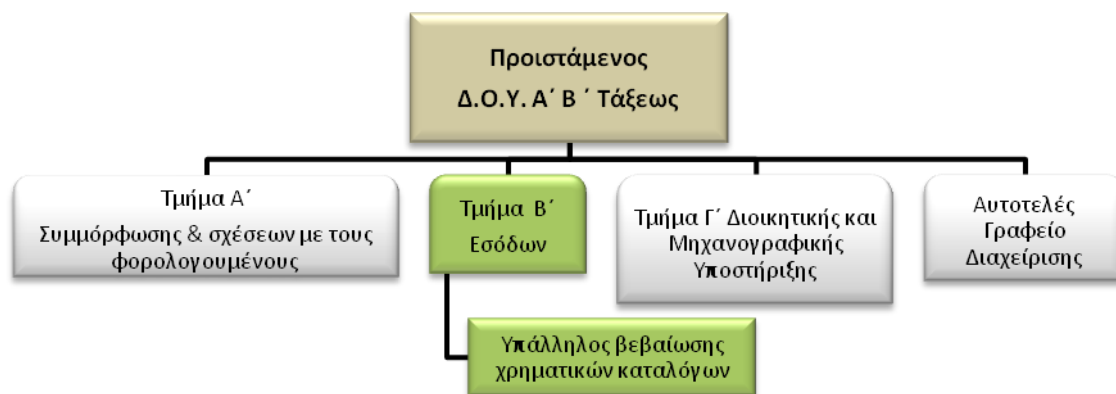 Προιστάμενος
Δ.Ο.Υ. Α΄ Β ΄ Τάξεως
Τμήμα Α΄
Συμμόρφωσης & σχέσεων με τους
φορολογουμένους
Τμήμα Β΄
Εσόδων
Τμήμα Γ΄ Διοικητικής και
Μηχανογραφικής
Υποστήριξης
Αυτοτελές
Γραφείο
Διαχείρισης
Υπάλληλος βεβαίωσης
χρηματικών καταλόγων